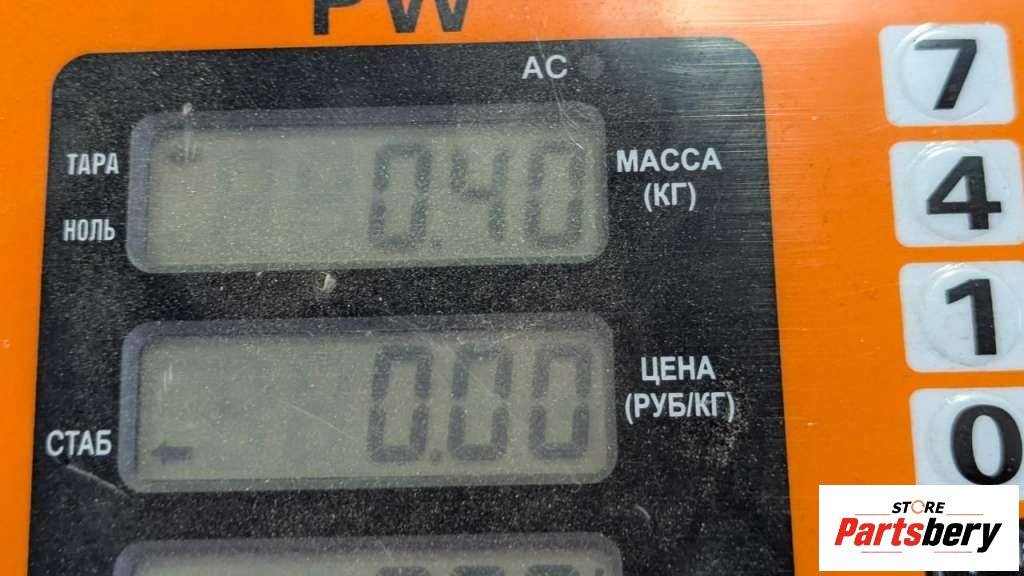 PW
AC
7
ТАРА
0.40
МАССА
(КГ)
4
НОЛЬ
1
0.00
ЦЕНА
(РУБ/КГ)
СТАБ
0
STORE
Partsbery